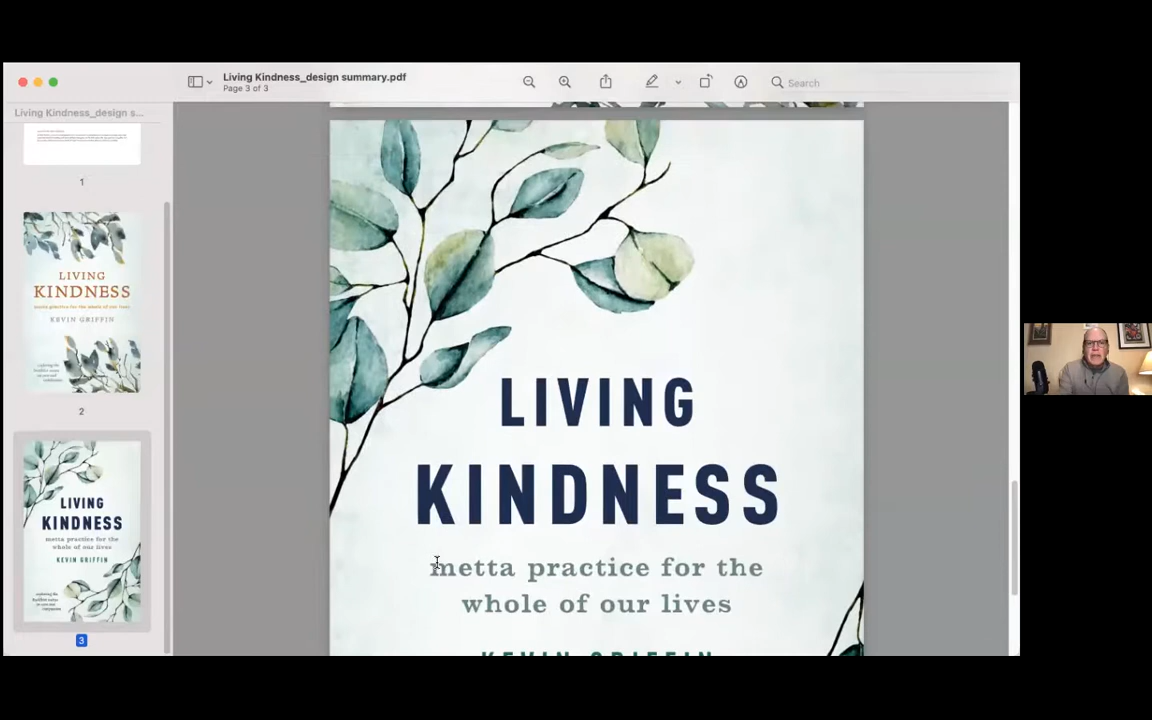 Living Kindness_design summary.pdf
Page 3 of 3
Search
Living Kindness_design s...
1
LIVING
KINDNESS
metta practice for the whole of our lives
KEVIN GRIFFIN
2
LIVING
KINDNESS
metta practice for the
whole of our lives
KEVIN GRIFFIN
3
LIVING
KINDNESS
metta practice for the
whole of our lives
KEVIN GRIFFIN